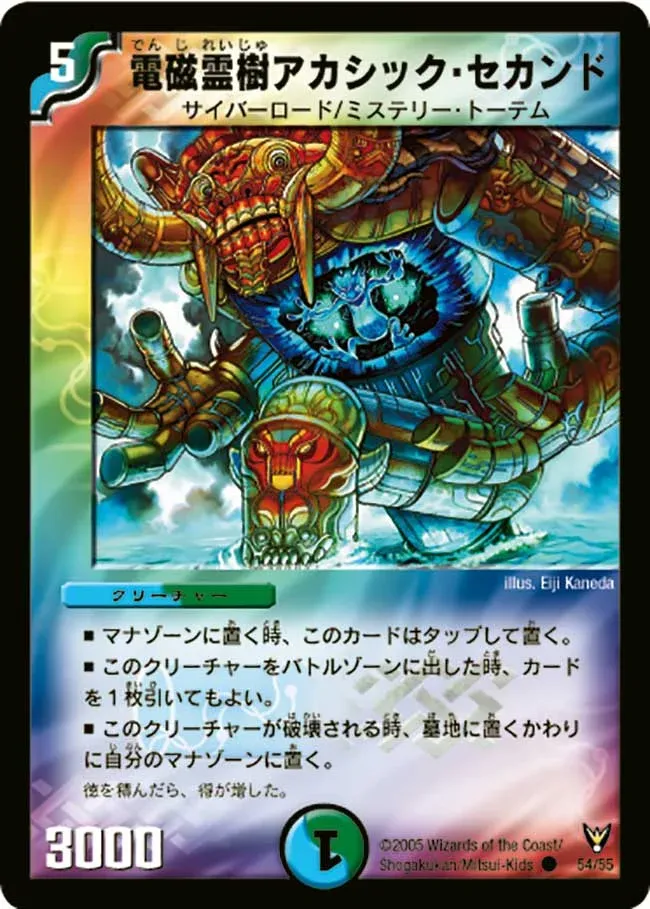 5
でんじれいじゅ
電磁霊樹アカシック・セカンド
サイバーロード/ミステリー・トーテム
illus. Eiji Kaneda
クリーチャー
■ マナゾーンに置く時、このカードはタップして置く。
■ このクリーチャーをバトルゾーンに出した時、カード
を1枚引いてもよい。
■ このクリーチャーが破壊される時、墓地に置くかわり
に自分のマナゾーンに置く。
徳を積んだら、得が増した。
3000
1
©2005 Wizards of the Coast/
Shogakukan/Mitsui-Kids
54/55